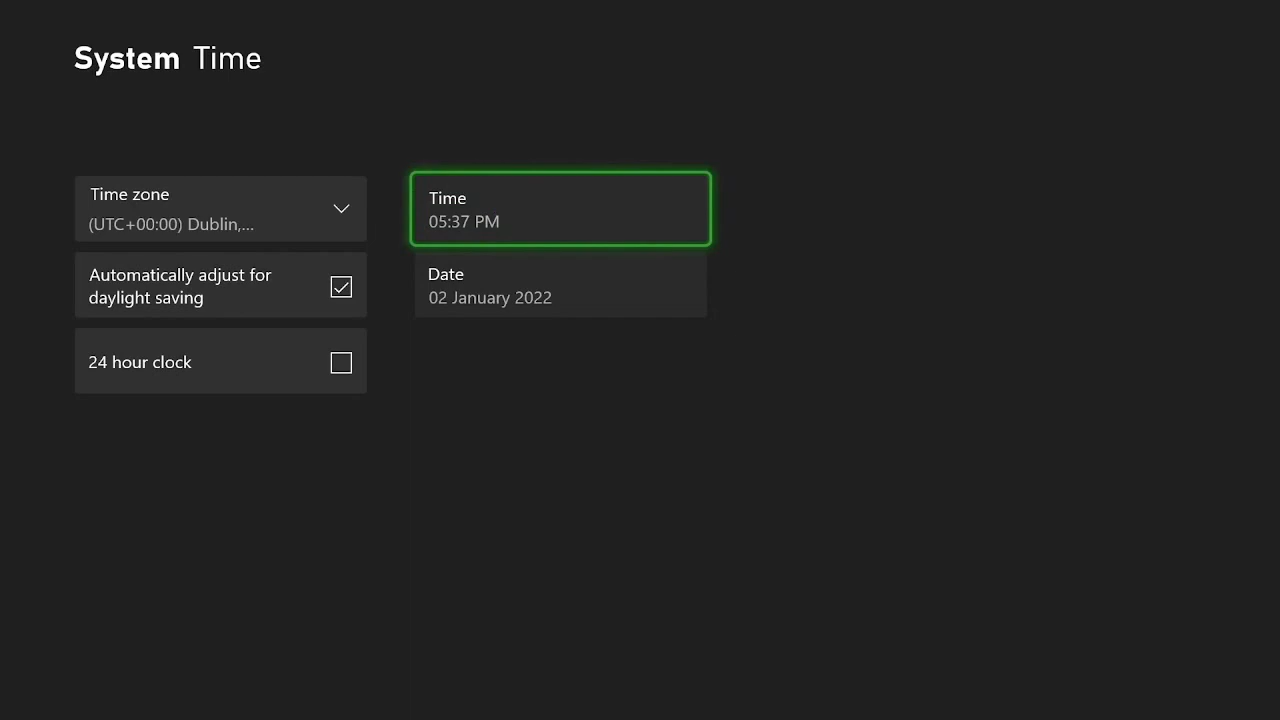 System Time
Time zone
(UTC+00:00) Dublin,...
Automatically adjust for
daylight saving
24 hour clock
Time
05:37 PM
Date
02 January 2022